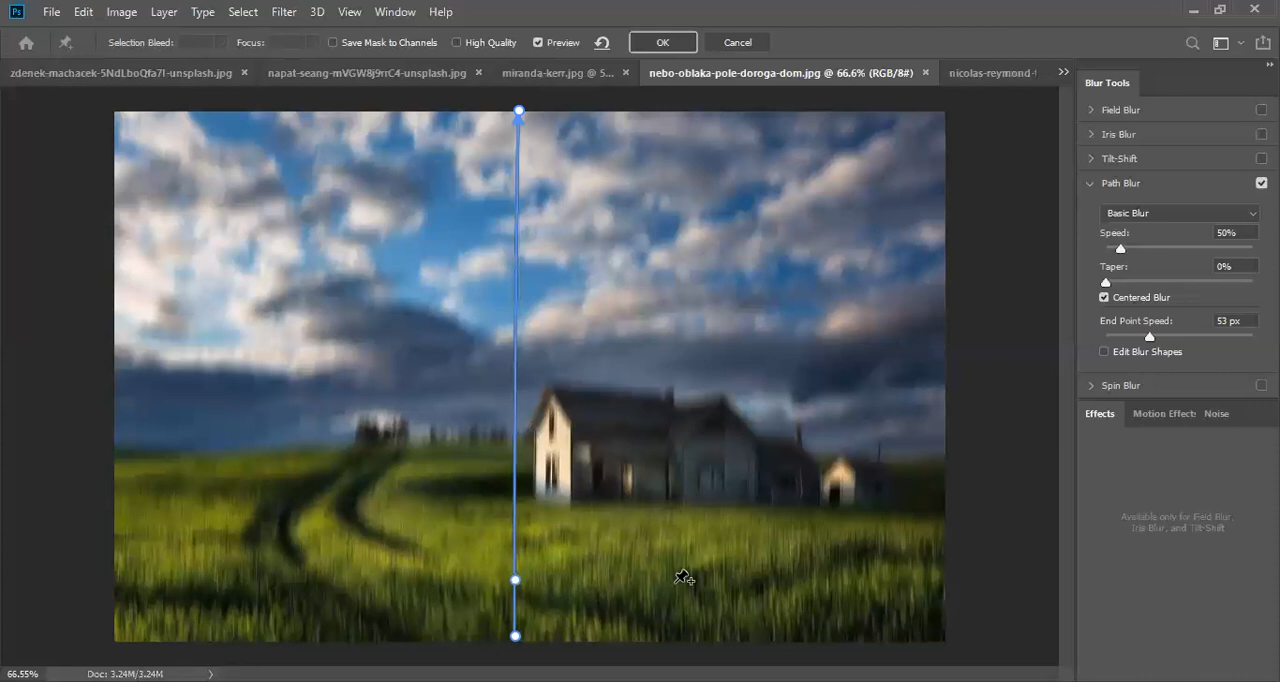 Ps File Edit Image Layer Type Select Filter 3D View Window Help
Selection Bleed: Focus: Save Mask to Channels High Quality Preview OK Cancel
zdenek-machacek-5NdLboQfa7I-unsplash.jpg × napat-seang-mVGW8j9rrC4-unsplash.jpg × miranda-kerr.jpg @ 5... × nebo-oblaka-pole-doroga-dom.jpg @ 66.6% (RGB/8#) × nicolas-reymond-
Blur Tools
Field Blur
Iris Blur
Tilt-Shift
Path Blur
Basic Blur
Speed: 50%
Taper: 0%
Centered Blur
End Point Speed: 53 px
Edit Blur Shapes
Spin Blur
Effects Motion Effect: Noise
Available only for Field Blur,
Iris Blur, and Tilt-Shift
66.55% Doc: 3.24M/3.24M